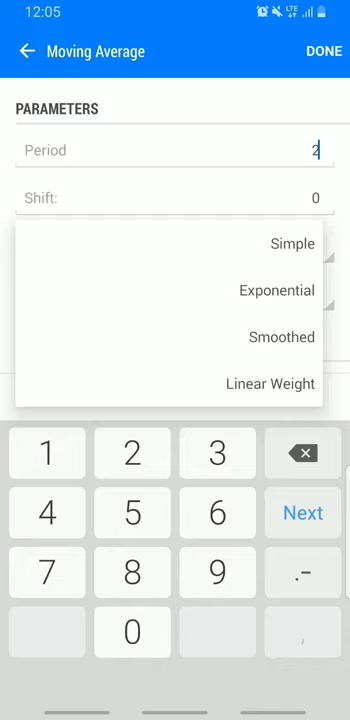 12:05 LTE
Moving Average DONE
PARAMETERS
Period 2
Shift: 0
Simple
Exponential
Smoothed
Linear Weight
1 2 3
4 5 6 Next
7 8 9 .-
0 ,